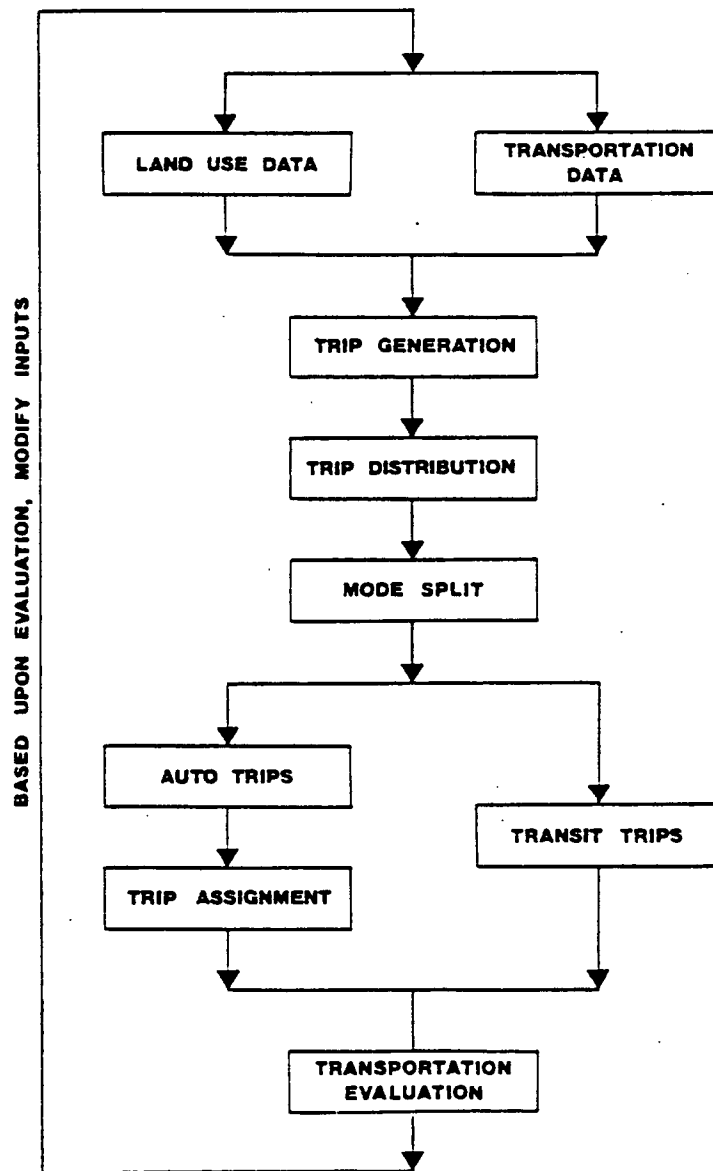 BASED UPON EVALUATION, MODIFY INPUTS
LAND USE DATA
TRANSPORTATION
DATA
TRIP GENERATION
TRIP DISTRIBUTION
MODE SPLIT
AUTO TRIPS
TRANSIT TRIPS
TRIP ASSIGNMENT
TRANSPORTATION
EVALUATION